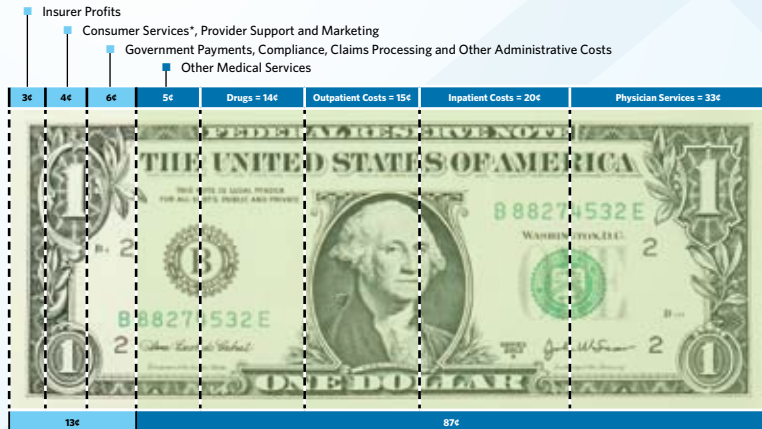 Insurer Profits
Consumer Services*, Provider Support and Marketing
Government Payments, Compliance, Claims Processing and Other Administrative Costs
Other Medical Services
3¢ 4¢ 6¢ 5¢ Drugs = 14¢ Outpatient Costs = 15¢ Inpatient Costs = 20¢ Physician Services = 33¢
FEDERAL RESERVE NOTE
THE UNITED STATES OF AMERICA
THIS NOTE IS LEGAL TENDER
FOR ALL DEBTS, PUBLIC AND PRIVATE
1 1
B 88274532 E
WASHINGTON, D.C.
2 2
B
B 88274532 E
2 2
SERIES
1 1
ONE DOLLAR
13¢ 87¢